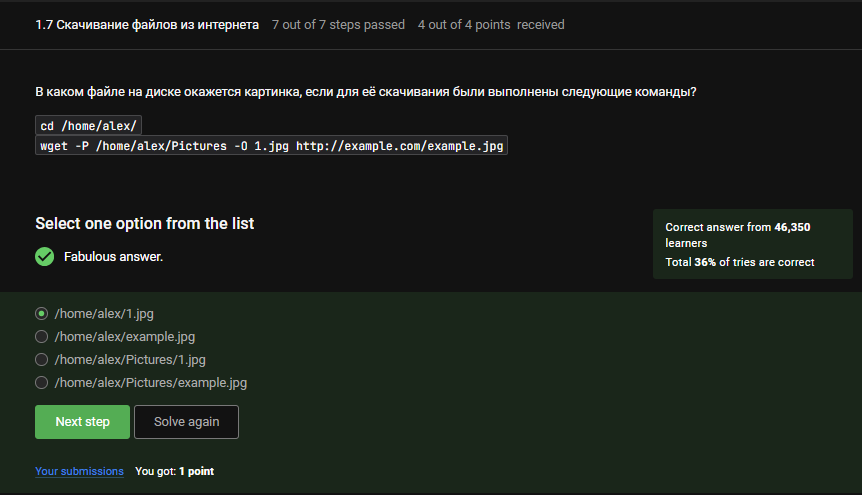 1.7 Скачивание файлов из интернета 7 out of 7 steps passed 4 out of 4 points received
В каком файле на диске окажется картинка, если для её скачивания были выполнены следующие команды?
cd /home/alex/
wget -P /home/alex/Pictures -O 1.jpg http://example.com/example.jpg
Select one option from the list
Fabulous answer.
Correct answer from 46,350
learners
Total 36% of tries are correct
/home/alex/1.jpg
/home/alex/example.jpg
/home/alex/Pictures/1.jpg
/home/alex/Pictures/example.jpg
Next step Solve again
Your submissions You got: 1 point